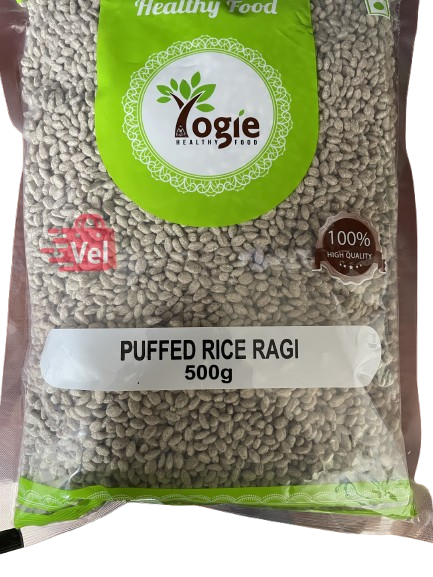 Healthy Food
Yogie
HEALTHY FOOD
Vel
100%
HIGH QUALITY
PUFFED RICE RAGI
500g